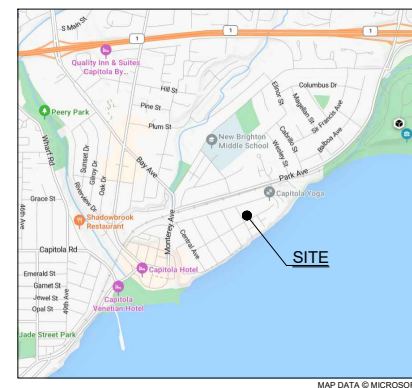 S Main St
1
1
1
Quality Inn & Suites
Capitola By...
Hill St
Columbus Dr
Peery Park
Pine St
Elinor St
Magellan St
Sir Francis Ave
Plum St
New Brighton
Middle School
Cabrillo St
Balboa Ave
Wharf Rd
Sunset Dr
Gilroy Dr
Oak Dr
Bay Ave
Wesley St
Park Ave
Grace St
Riverview Dr
Monterey Ave
Capitola Yoga
46th Ave
Shadowbrook
Restaurant
Central Ave
Capitola Rd
SITE
Capitola Hotel
Emerald St
Garnet St
Jewel St
Opal St
49th Ave
Capitola
Venetian Hotel
Jade Street Park
MAP DATA © MICROSOF